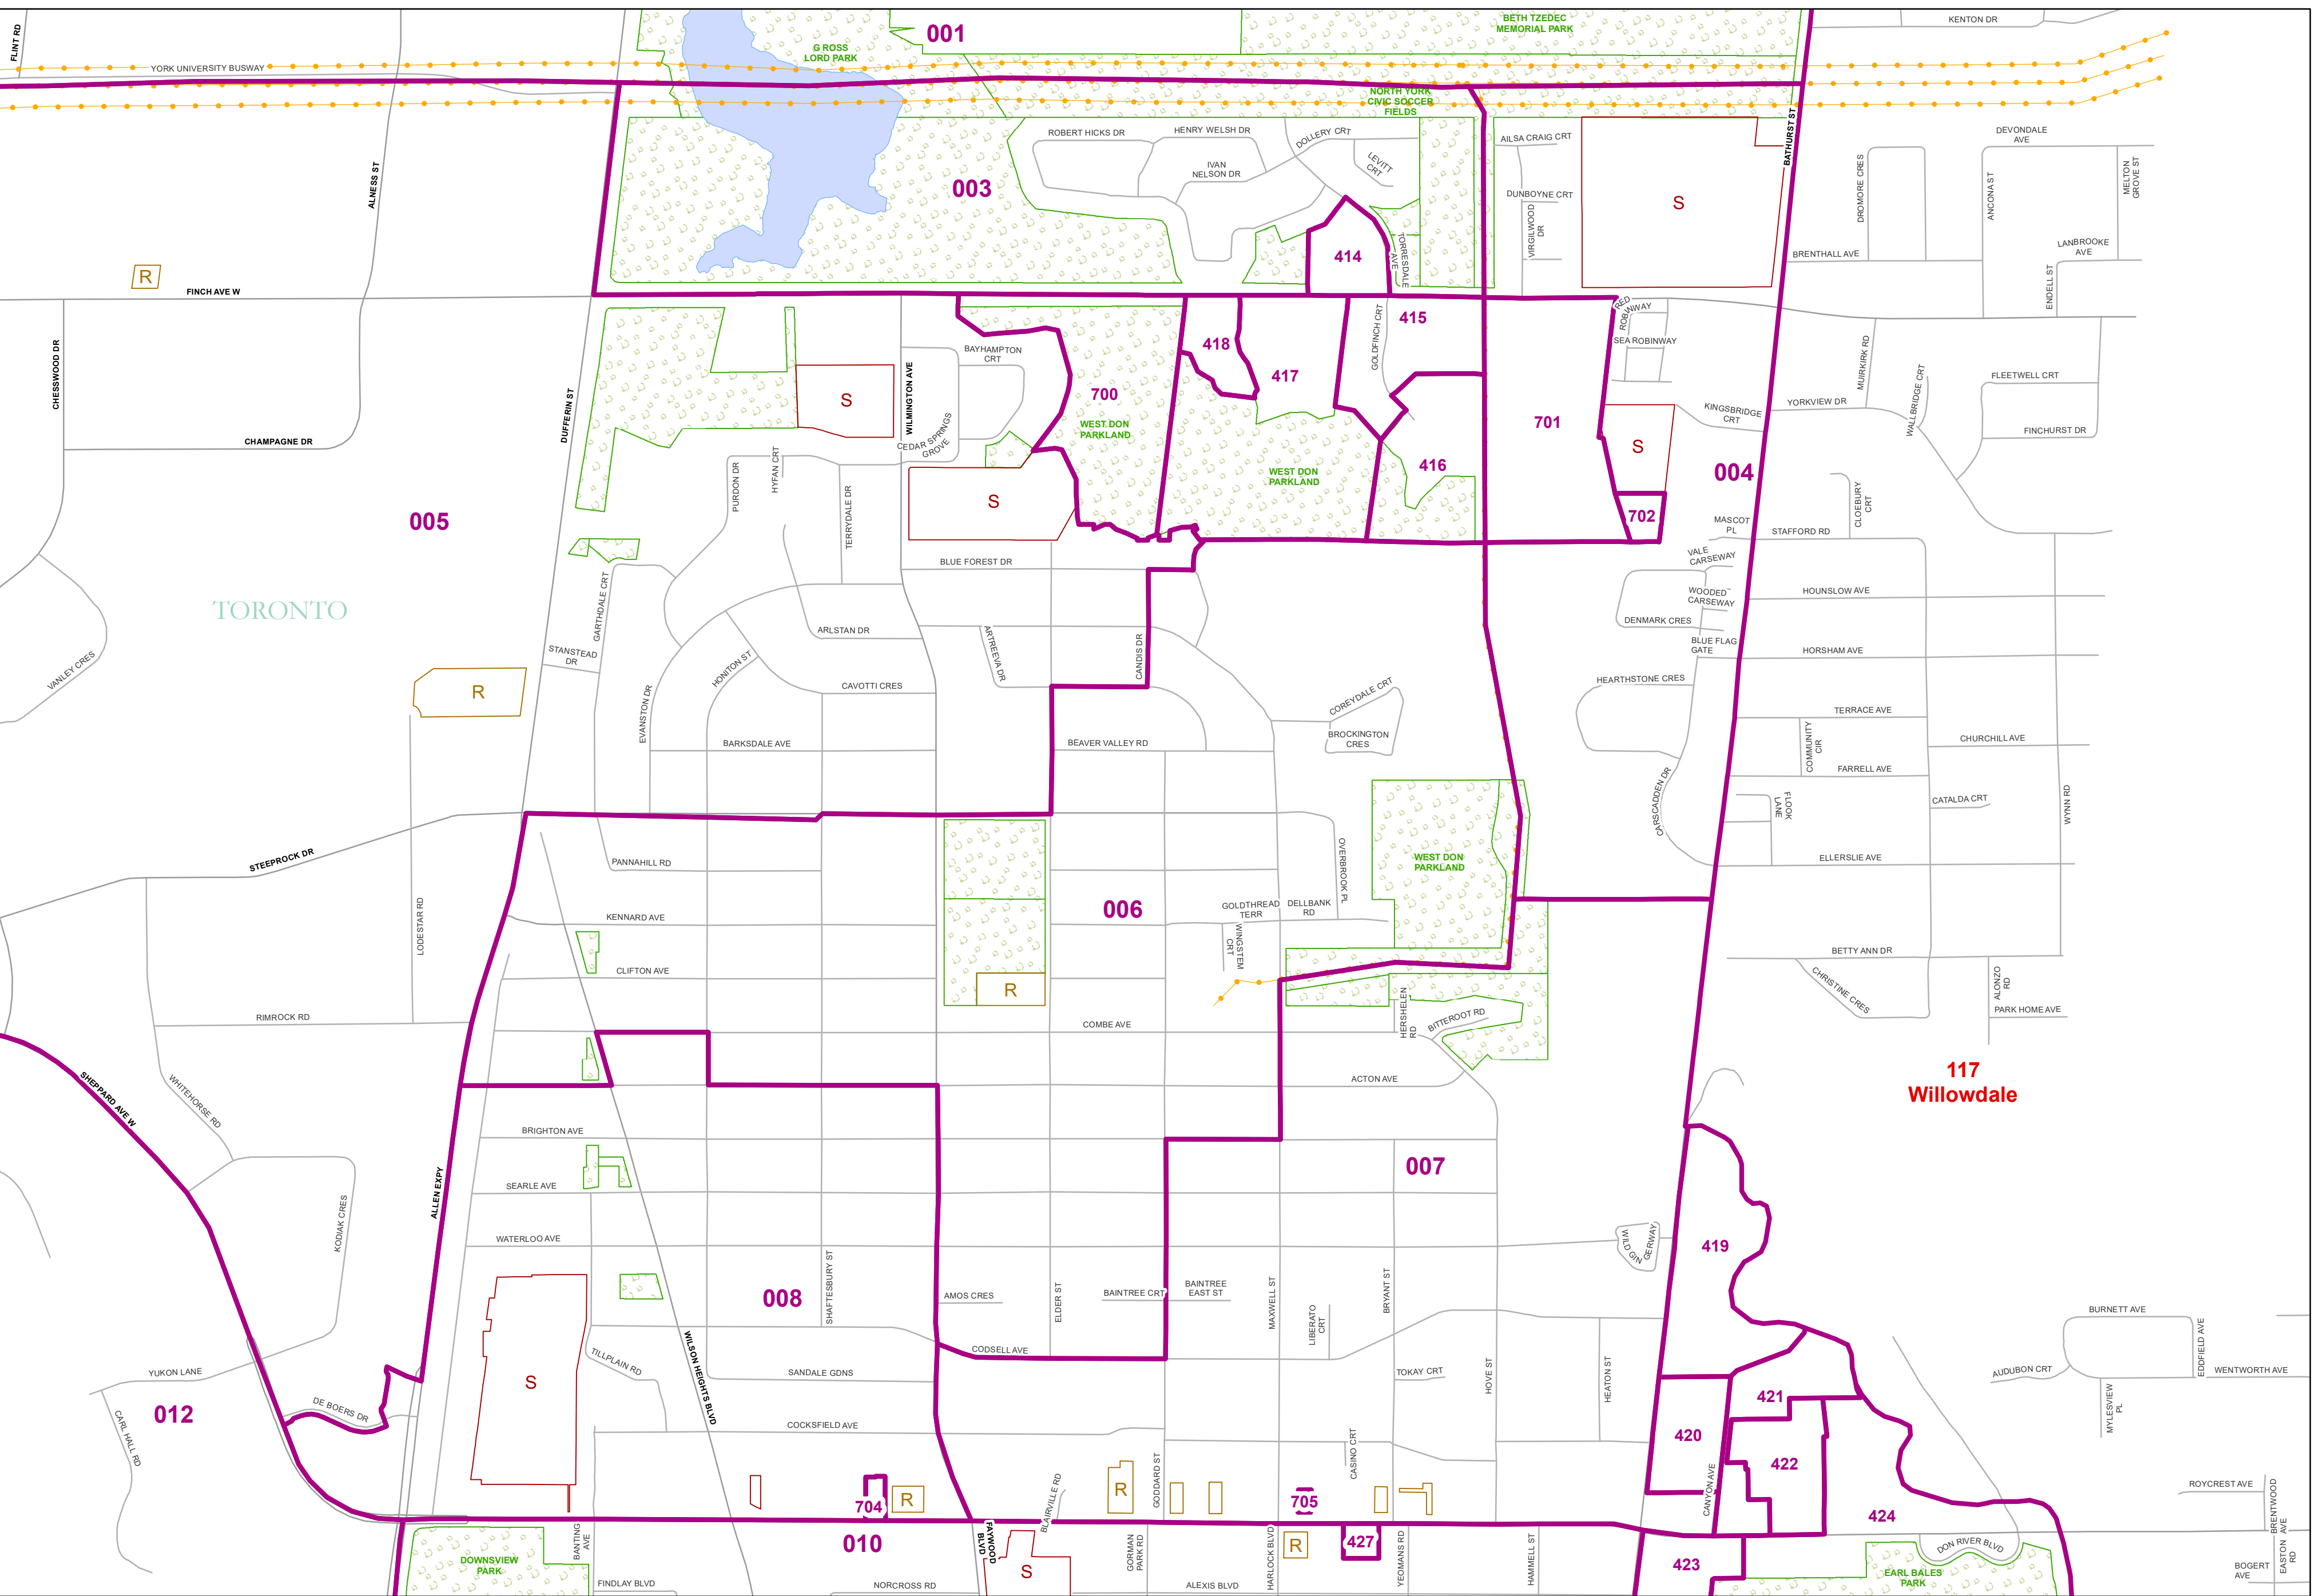 FLINT RD
001
BETH TZEDEC
MEMORIAL PARK
KENTON DR
G ROSS
LORD PARK
YORK UNIVERSITY BUSWAY
NORTH YORK
CIVIC SOCCER
FIELDS
BATHURST ST
ROBERT HICKS DR
HENRY WELSH DR
DOLLERY CRT
AILSA CRAIG CRT
DEVONDALE
AVE
ALNESS ST
IVAN
NELSON DR
LEVITT
CRT
DROMORE CRES
ANCONA ST
MELTON
GROVE ST
003
DUNBOYNE CRT
S
VIRGILWOOD
DR
414
TORRESDALE
AVE
BRENTHALL AVE
LANBROOKE
AVE
R
ENDELL ST
FINCH AVE W
RED
ROBINWAY
SEA ROBINWAY
CHESSWOOD DR
DUFFERIN ST
WILMINGTON AVE
BAYHAMPTON
CRT
418
417
415
GOLDFINCH CRT
MUIRKIRK RD
WALLBRIDGE CRT
FLEETWELL CRT
S
700
WEST DON
PARKLAND
701
KINGSBRIDGE
CRT
YORKVIEW DR
FINCHURST DR
CHAMPAGNE DR
CEDAR SPRINGS
GROVE
S
PURDON DR
HYFAN CRT
TERRYDALE DR
S
WEST DON
PARKLAND
416
004
CLOEBURY
CRT
005
702
MASCOT
PL
STAFFORD RD
BLUE FOREST DR
VALE
CARSEWAY
TORONTO
GARTHDALE CRT
WOODED
CARSEWAY
HOUNSLOW AVE
ARLSTAN DR
ARTREEVA DR
CANDIS DR
DENMARK CRES
BLUE FLAG
GATE
HORSHAM AVE
STANSTEAD
DR
VANLEY CRES
HONITON ST
CAVOTTI CRES
R
EVANSTON DR
COREYDALE CRT
HEARTHSTONE CRES
TERRACE AVE
BARKSDALE AVE
BEAVER VALLEY RD
BROCKINGTON
CRES
COMMUNITY
CIR
CHURCHILL AVE
FARRELL AVE
CARSCADDEN DR
FLOOK
LANE
CATALDA CRT
WYNN RD
STEEPROCK DR
PANNAHILL RD
OVERBROOK PL
WEST DON
PARKLAND
ELLERSLIE AVE
LODESTAR RD
KENNARD AVE
006
GOLDTHREAD
TERR
DELLBANK
RD
WINGSTEM
CRT
BETTY ANN DR
CLIFTON AVE
R
CHRISTINE CRES
ALONZO
RD
PARK HOME AVE
RIMROCK RD
COMBE AVE
HERSHELEN
RD
BITTEROOT RD
SHEPPARD AVE W
WHITEHORSE RD
ACTON AVE
117
Willowdale
BRIGHTON AVE
007
ALLEN EXPY
SEARLE AVE
KODIAK CRES
WATERLOO AVE
WILD GIN
GERWAY
419
008
SHAFTESBURY ST
AMOS CRES
ELDER ST
BAINTREE CRT
BAINTREE
EAST ST
MAXWELL ST
LIBERATO
CRT
BRYANT ST
BURNETT AVE
EDDFIELD AVE
CODSELL AVE
TILLPLAIN RD
WILSON HEIGHTS BLVD
YUKON LANE
S
SANDALE GDNS
TOKAY CRT
HOVE ST
HEATON ST
AUDUBON CRT
WENTWORTH AVE
421
MYLESVIEW
PL
012
DE BOERS DR
CARL HALL RD
COCKSFIELD AVE
420
CASINO CRT
422
CANYON AVE
ROYCREST AVE
BRENTWOOD
704
R
BLAIRVILLE RD
R
GODDARD ST
705
424
010
BANTING
AVE
FAYWOOD
BLVD
GORMAN
PARK RD
HARLOCK BLVD
R
427
YEOMANS RD
HAMMELL ST
423
DON RIVER BLVD
DOWNSVIEW
PARK
S
FINDLAY BLVD
NORCROSS RD
ALEXIS BLVD
EARL BALES
PARK
BOGERT
AVE
EASTON AVE
RD